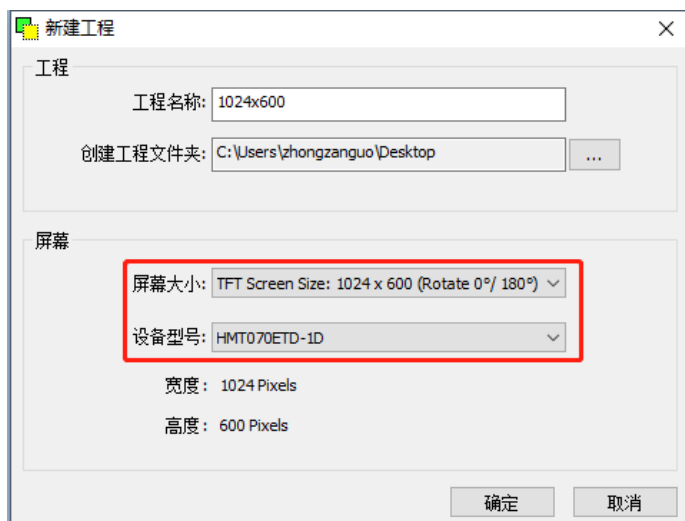 新建工程
工程
工程名称: 1024x600
创建工程文件夹: C:\Users\zhongzanguo\Desktop ...
屏幕
屏幕大小: TFT Screen Size: 1024 x 600 (Rotate 0°/ 180°)
设备型号: HMT070ETD-1D
宽度: 1024 Pixels
高度: 600 Pixels
确定 取消